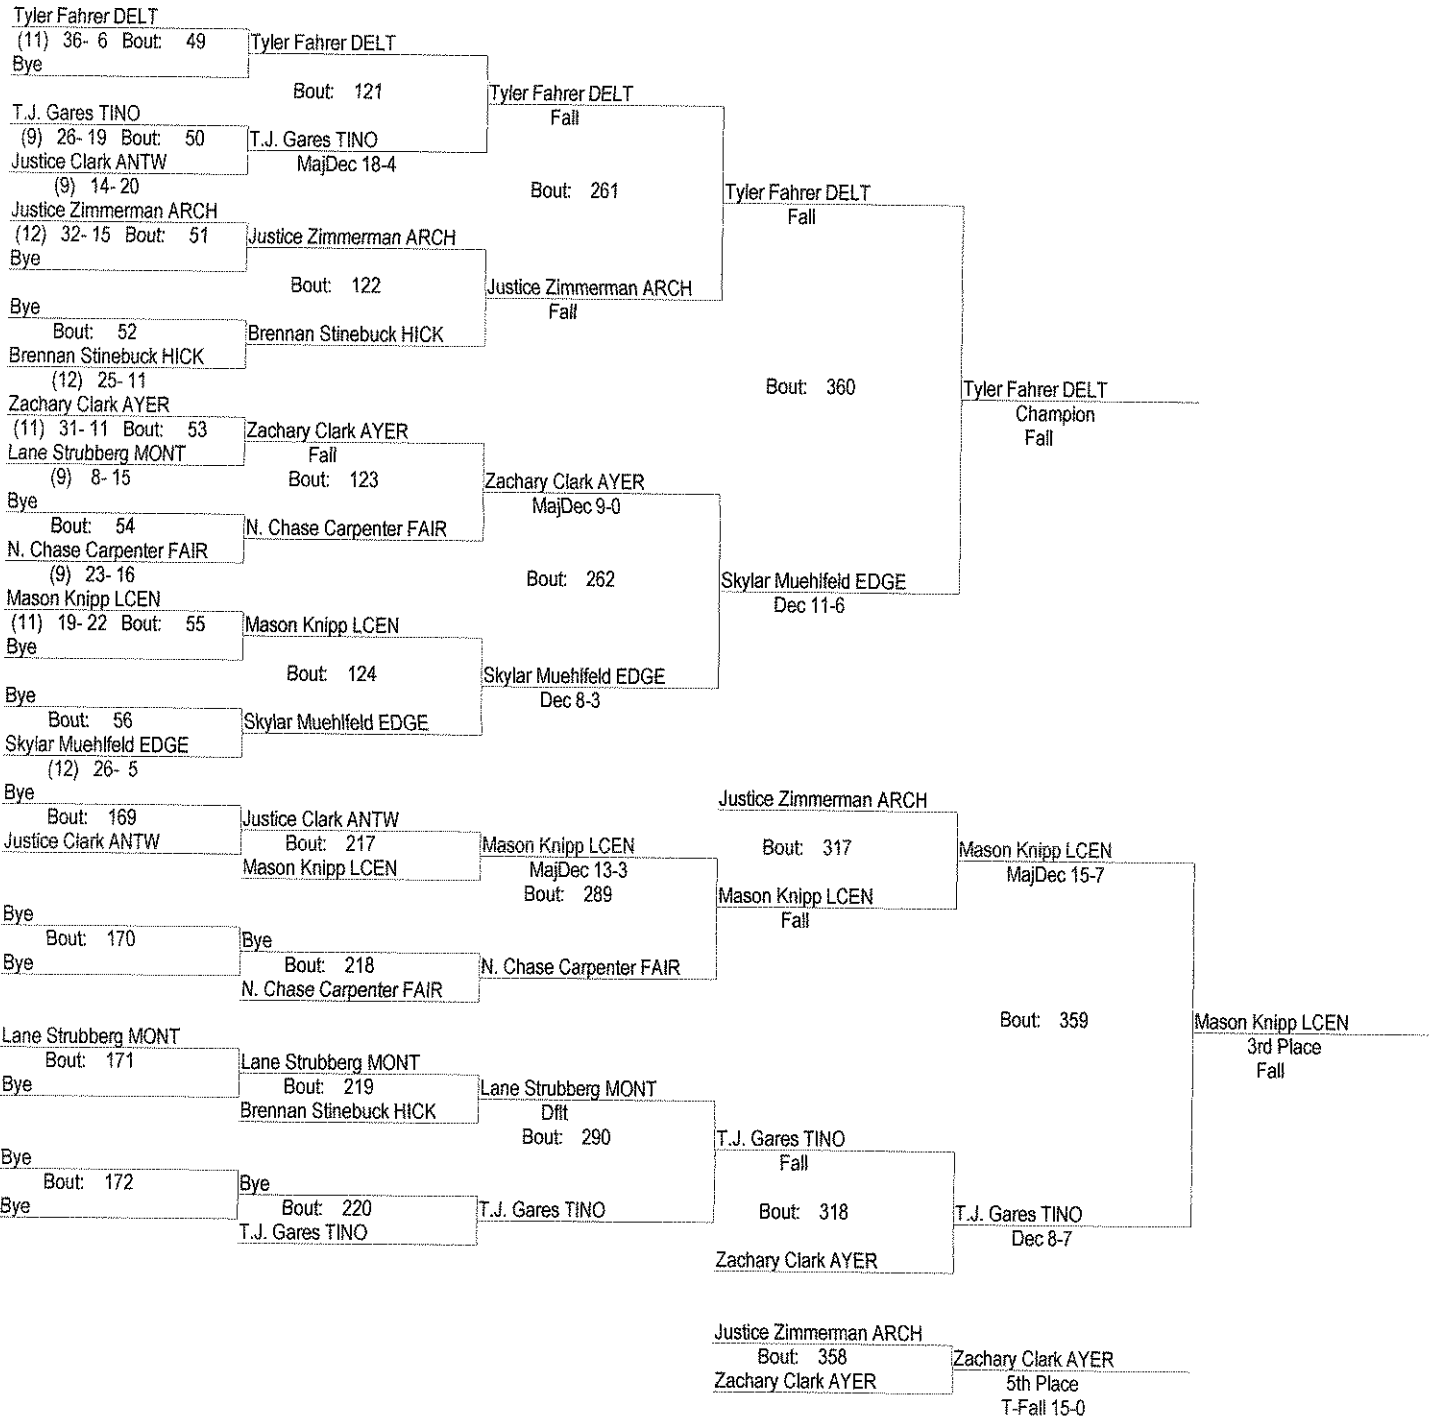 Tyler Fahrer DELT
(11) 36- 6 Bout: 49
Bye
Tyler Fahrer DELT
Bout: 121
T.J. Gares TINO
(9) 26- 19 Bout: 50
Justice Clark ANTW
(9) 14- 20
T.J. Gares TINO
MajDec 18-4
Tyler Fahrer DELT
Fall
Bout: 261
Justice Zimmerman ARCH
(12) 32- 15 Bout: 51
Bye
Justice Zimmerman ARCH
Bout: 122
Bye
Bout: 52
Brennan Stinebuck HICK
(12) 25- 11
Brennan Stinebuck HICK
Justice Zimmerman ARCH
Fall
Tyler Fahrer DELT
Fall
Bout: 360
Zachary Clark AYER
(11) 31- 11 Bout: 53
Lane Strubberg MONT
(9) 8- 15
Zachary Clark AYER
Fall
Bout: 123
Bye
Bout: 54
N. Chase Carpenter FAIR
(9) 23- 16
N. Chase Carpenter FAIR
Zachary Clark AYER
MajDec 9-0
Bout: 262
Mason Knipp LCEN
(11) 19- 22 Bout: 55
Bye
Mason Knipp LCEN
Bout: 124
Bye
Bout: 56
Skylar Muehlfeld EDGE
(12) 26- 5
Skylar Muehlfeld EDGE
Skylar Muehlfeld EDGE
Dec 8-3
Skylar Muehlfeld EDGE
Dec 11-6
Tyler Fahrer DELT
Champion
Fall
Bye
Bout: 169
Justice Clark ANTW
Justice Clark ANTW
Bout: 217
Mason Knipp LCEN
Mason Knipp LCEN
MajDec 13-3
Bout: 289
Bye
Bout: 170
Bye
Bye
Bout: 218
N. Chase Carpenter FAIR
N. Chase Carpenter FAIR
Justice Zimmerman ARCH
Bout: 317
Mason Knipp LCEN
Fall
Mason Knipp LCEN
MajDec 15-7
Bout: 359
Lane Strubberg MONT
Bout: 171
Bye
Lane Strubberg MONT
Bout: 219
Brennan Stinebuck HICK
Lane Strubberg MONT
Dflt
Bout: 290
Bye
Bout: 172
Bye
Bye
Bout: 220
T.J. Gares TINO
T.J. Gares TINO
T.J. Gares TINO
Fall
Bout: 318
Zachary Clark AYER
T.J. Gares TINO
Dec 8-7
Mason Knipp LCEN
3rd Place
Fall
Justice Zimmerman ARCH
Bout: 358
Zachary Clark AYER
Zachary Clark AYER
5th Place
T-Fall 15-0